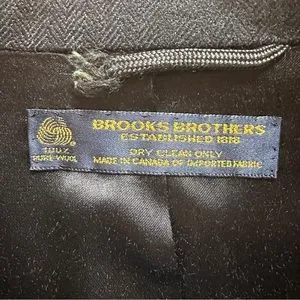 BROOKS BROTHERS
ESTABLISHED 1818
100%
PURE WOOL
DRY CLEAN ONLY
MADE IN CANADA OF IMPORTED FABRIC